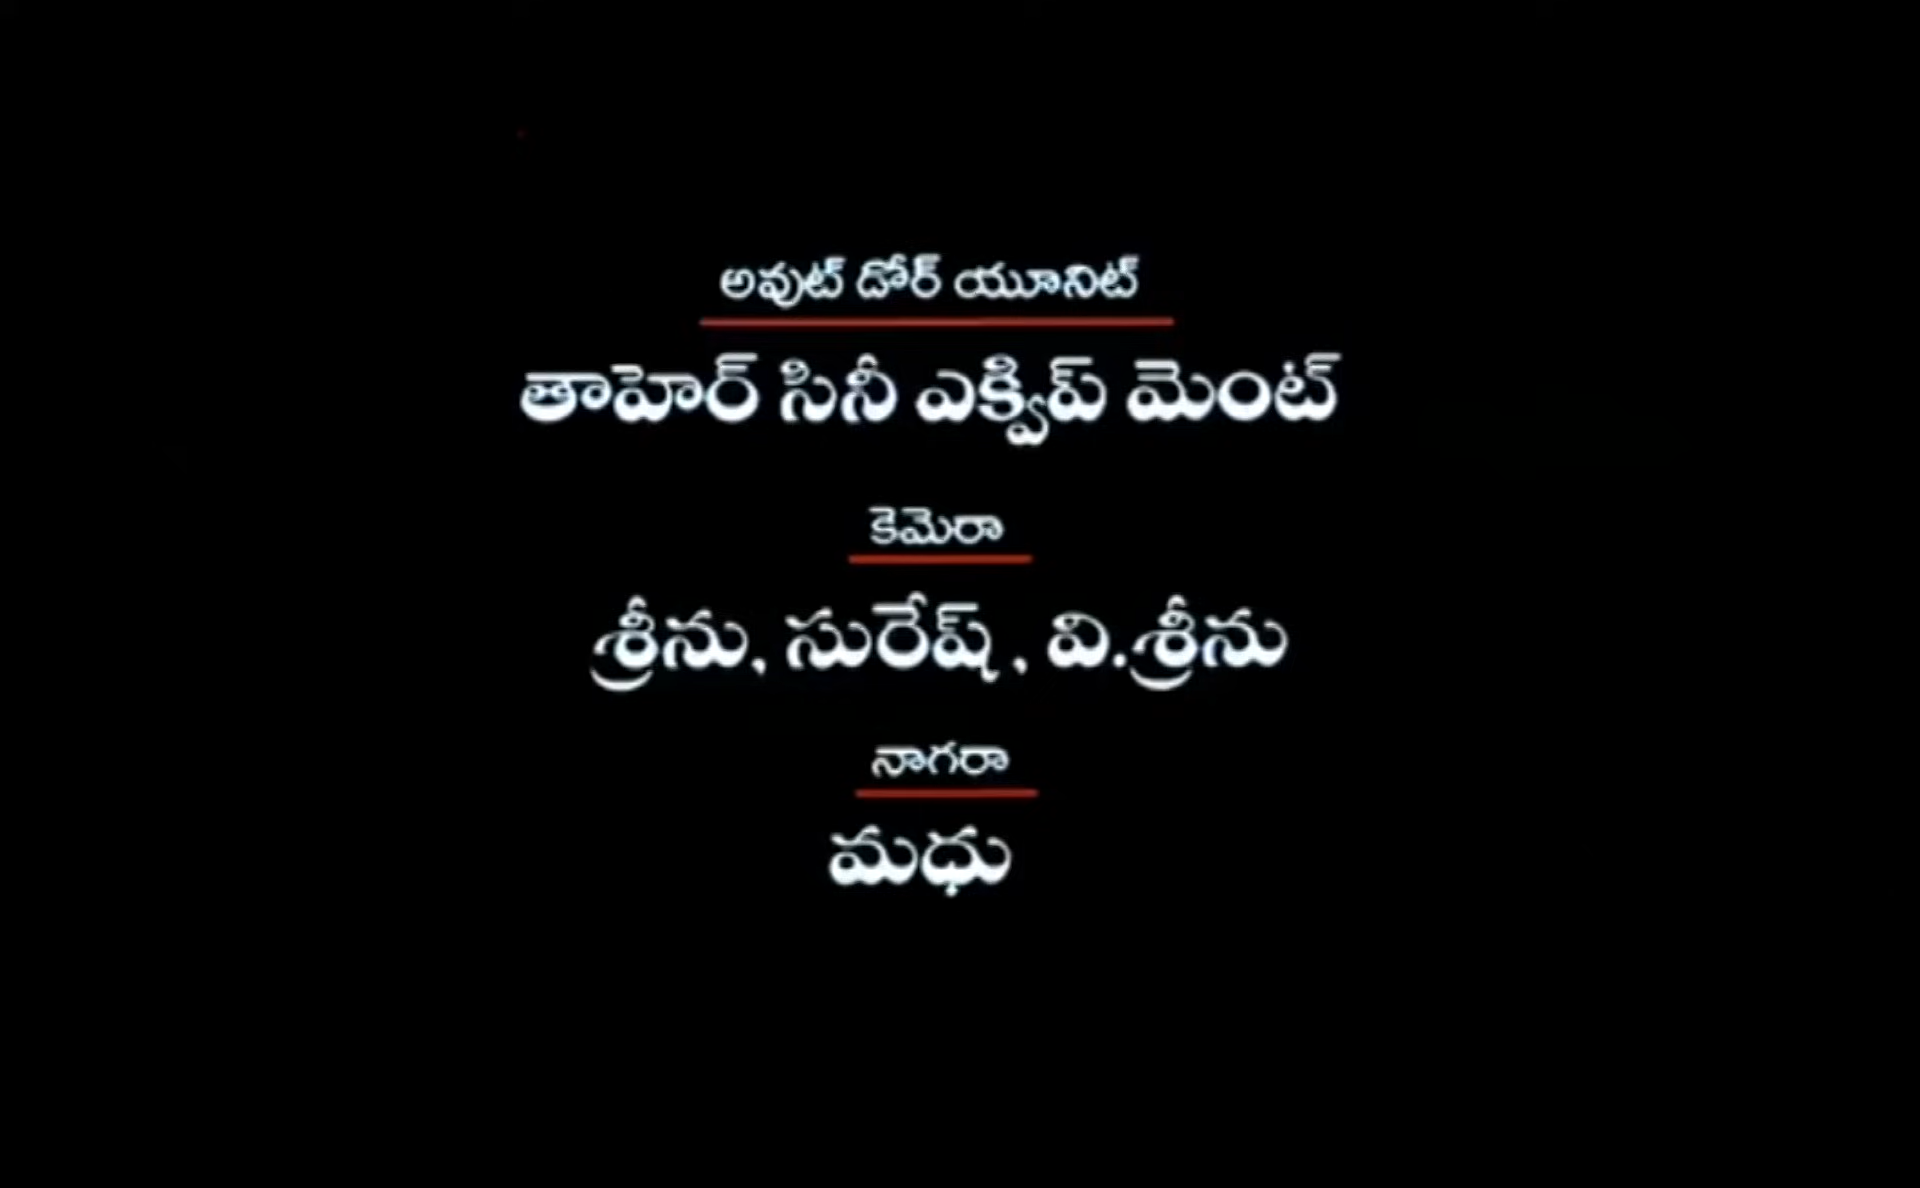 అవుట్ డోర్ యూనిట్
తాహెర్ సినీ ఎక్విప్ మెంట్
కెమెరా
శ్రీను, సురేష్, వి.శ్రీను
నాగరా
మధు